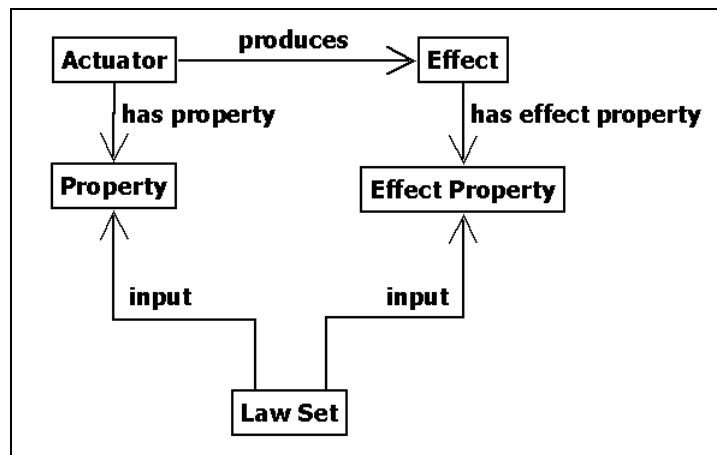 produces
Actuator
Effect
has property
has effect property
Property
Effect Property
input
input
Law Set